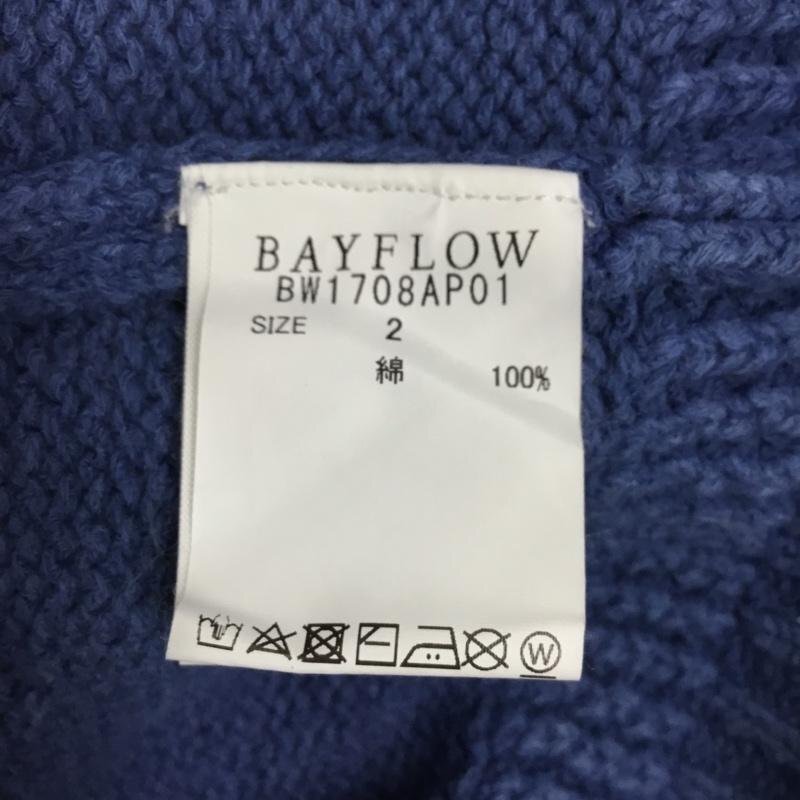 BAYFLOW
BW1708AP01
SIZE 2
綿 100%
W